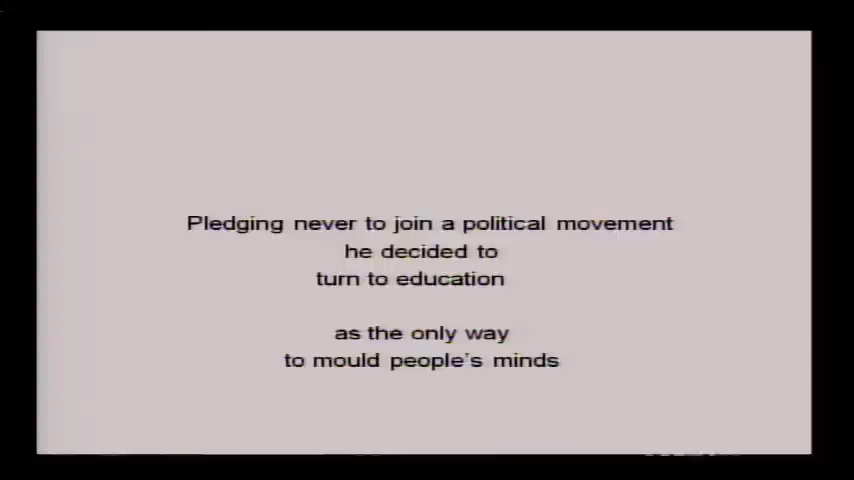 Pledging never to join a political movement
he decided to
turn to education
as the only way
to mould people's minds